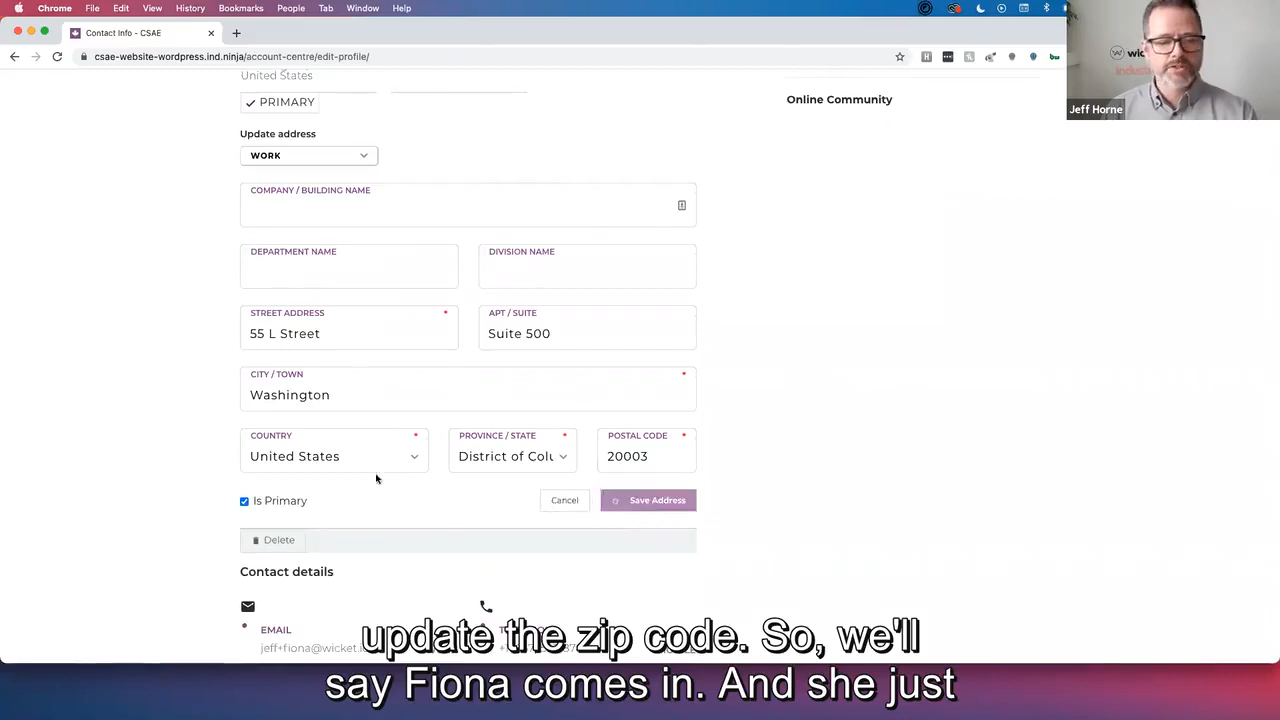 Chrome File Edit View History Bookmarks People Tab Window Help
Contact Info - CSAE
csae-website-wordpress.ind.ninja/account-centre/edit-profile/
United States
PRIMARY
Online Community
Jeff Horne
Update address
WORK
COMPANY / BUILDING NAME
DEPARTMENT NAME DIVISION NAME
STREET ADDRESS * APT / SUITE
55 L Street Suite 500
CITY / TOWN *
Washington
COUNTRY * PROVINCE / STATE * POSTAL CODE *
United States District of Colu 20003
Is Primary Cancel Save Address
Delete
Contact details
EMAIL
jeff+fiona@wicket.i
update the zip code. So, we'll
say Fiona comes in. And she just